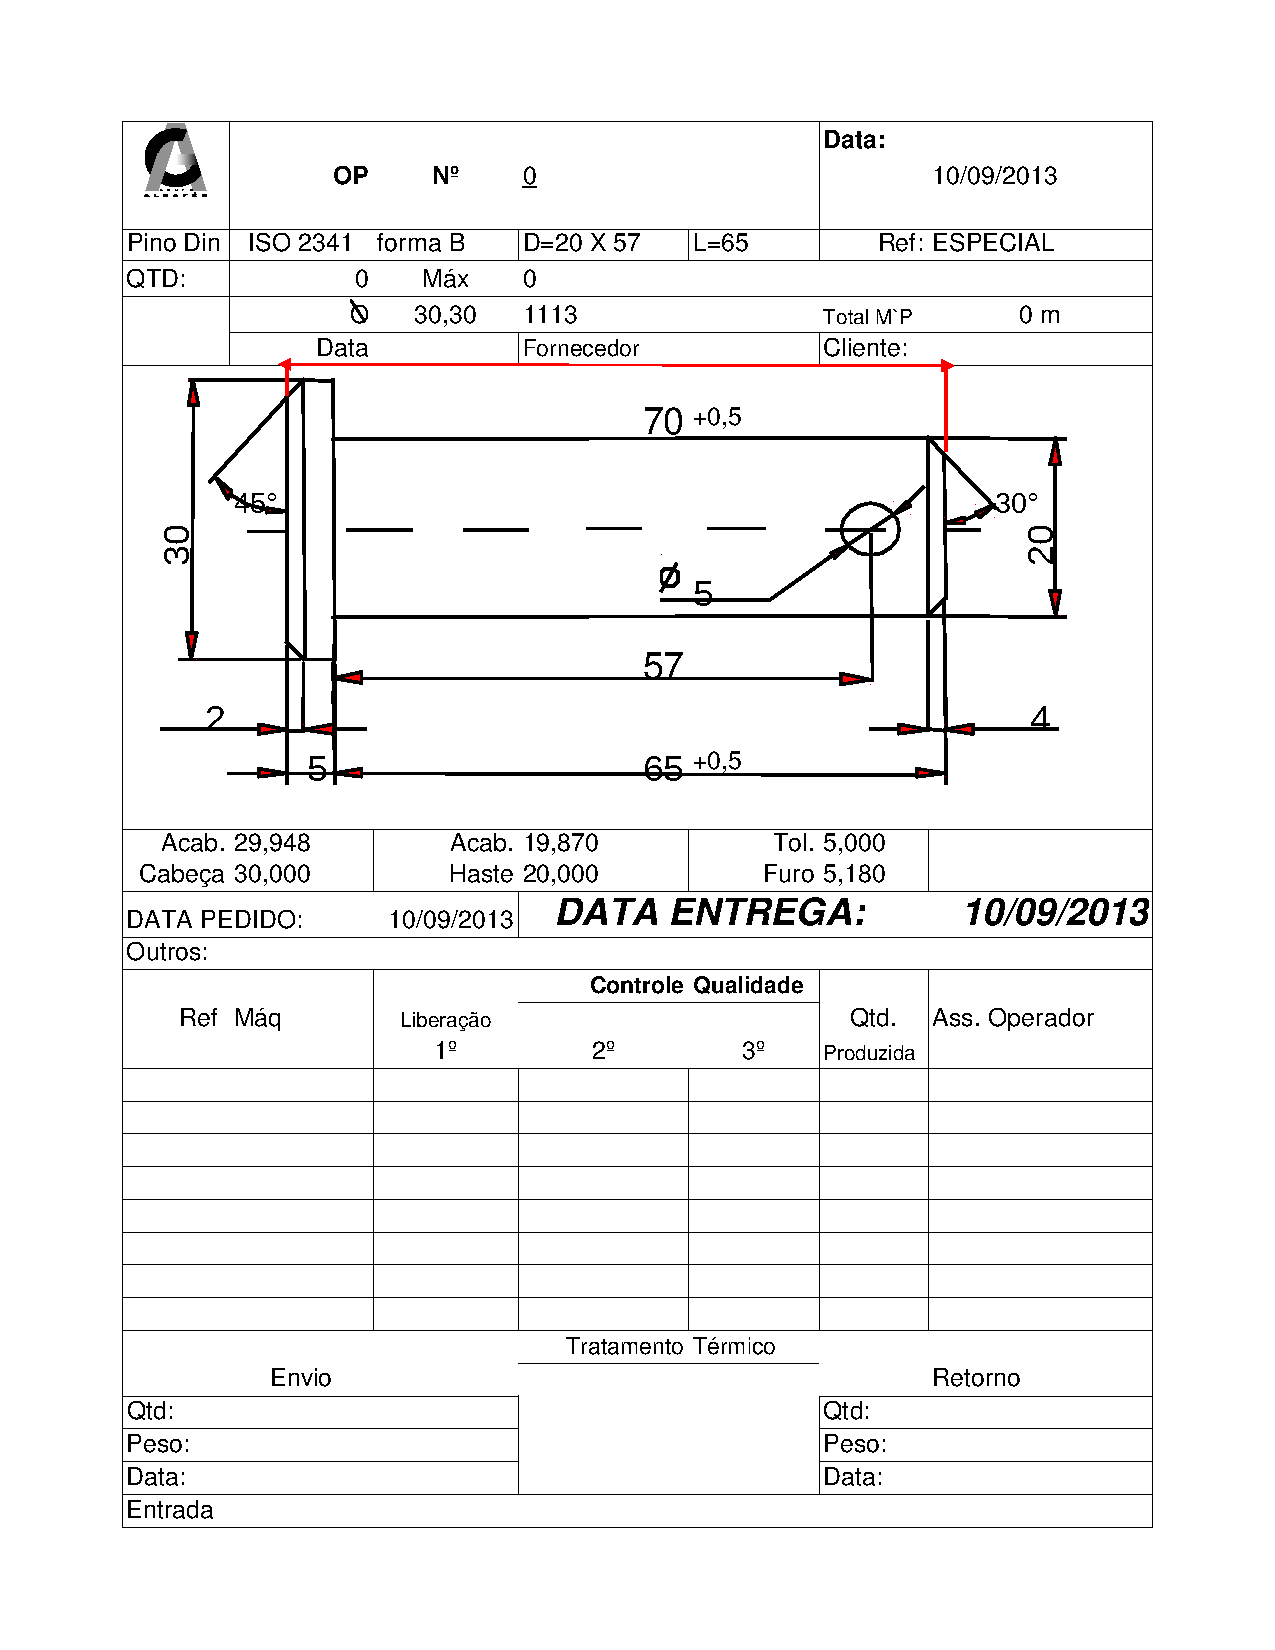 Data:
OP Nº 0 10/09/2013
Pino Din ISO 2341 forma B D=20 X 57 L=65 Ref: ESPECIAL
QTD: 0 Máx 0
Ø 30,30 1113 Total M`P 0 m
Data Fornecedor Cliente:
70 +0,5
45° 30°
30 20
Ø 5
57
2 4
5 65 +0,5
Acab. 29,948 Acab. 19,870 Tol. 5,000
Cabeça 30,000 Haste 20,000 Furo 5,180
DATA PEDIDO: 10/09/2013 DATA ENTREGA: 10/09/2013
Outros:
Controle Qualidade
Ref Máq Liberação Qtd. Ass. Operador
1º 2º 3º Produzida
Tratamento Térmico
Envio Retorno
Qtd: Qtd:
Peso: Peso:
Data: Data:
Entrada